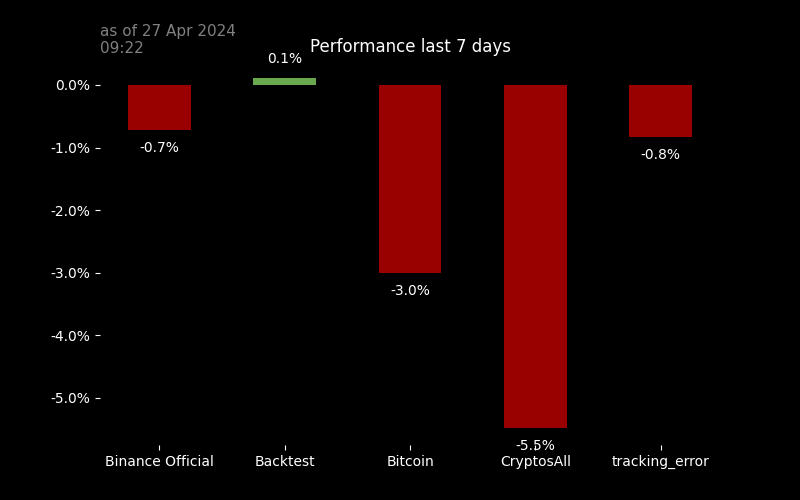 as of 27 Apr 2024
09:22
Performance last 7 days
0.1%
0.0%
-0.7%
-1.0%
-0.8%
-2.0%
-3.0%
-3.0%
-4.0%
-5.0%
-5.5%
Binance Official
Backtest
Bitcoin
CryptosAll
tracking_error